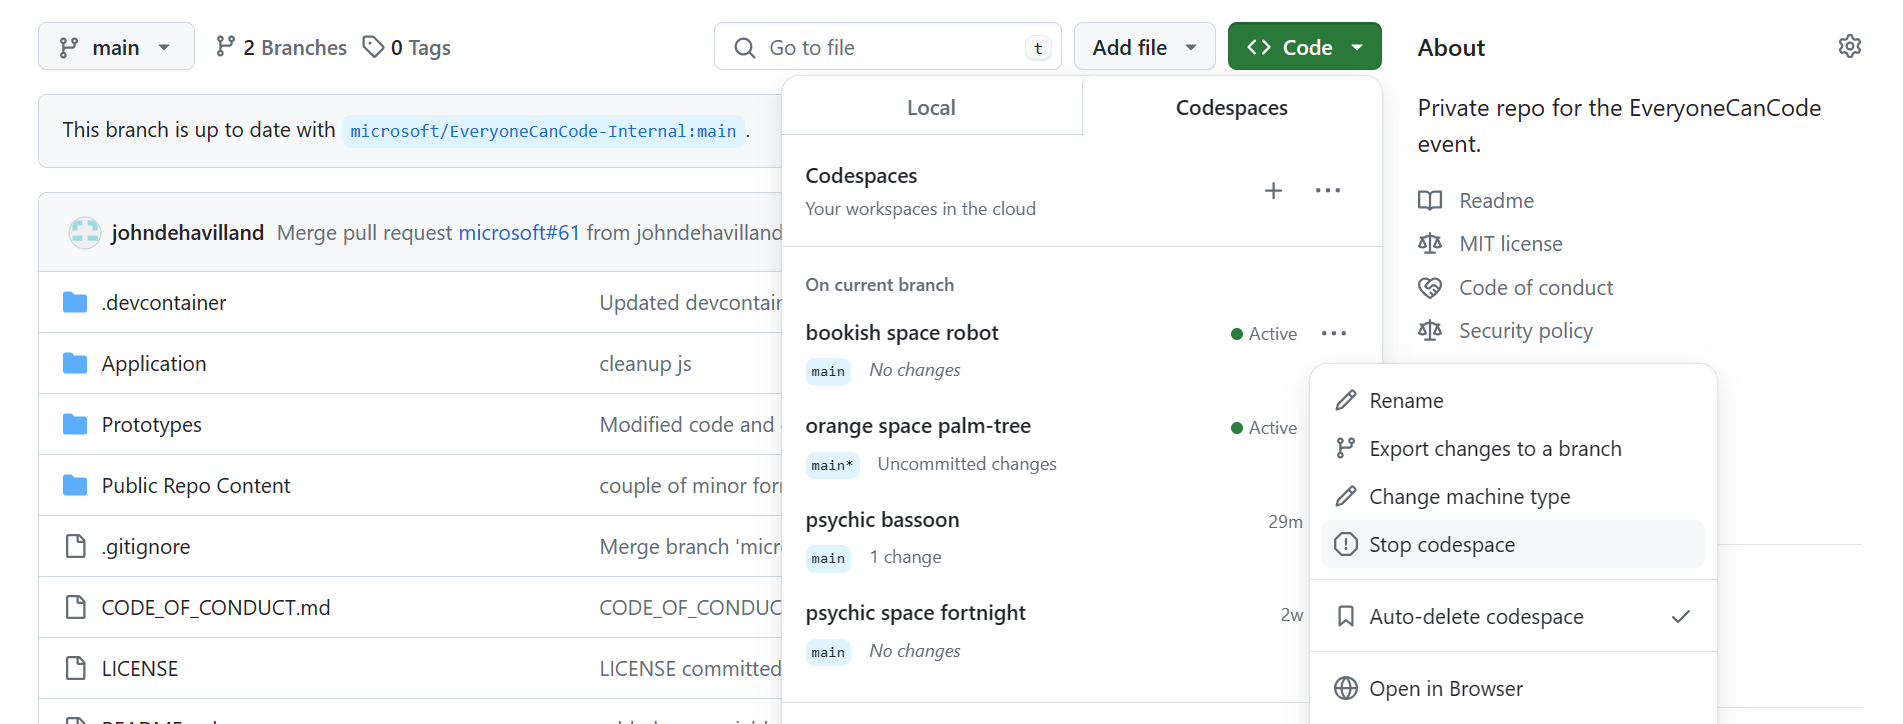 main
2 Branches
0 Tags
Go to file
t
Add file
Code
About
This branch is up to date with microsoft/EveryoneCanCode-Internal:main .
johndehavilland Merge pull request microsoft#61 from johndehavilland
.devcontainer
Application cleanup js
Prototypes Modified code and
Public Repo Content couple of minor
.gitignore Merge branch
CODE_OF_CONDUCT.md
LICENSE LICENSE committed
Local
Codespaces
Codespaces
Your workspaces in the cloud
On current branch
bookish space robot Active
main No changes
orange space palm-tree Active
main* Uncommitted changes
psychic bassoon 29m
main 1 change
psychic space fortnight 2w
main No changes
Private repo for the EveryoneCanCode
event.
Readme
MIT license
Code of conduct
Security policy
Rename
Export changes to a branch
Change machine type
Stop codespace
Auto-delete codespace
Open in Browser